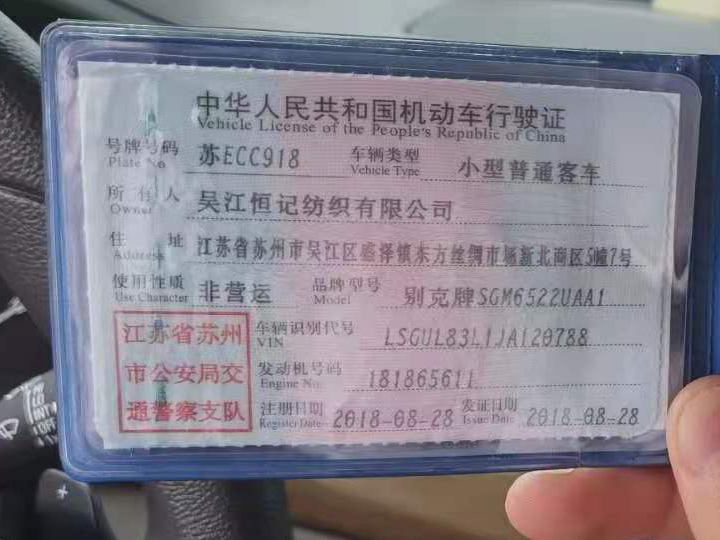 中华人民共和国机动车行驶证
Vehicle License of the People's Republic of China
号牌号码 苏ECC918 车辆类型 小型普通客车
Plate No Vehicle Type
所有人 吴江恒记纺织有限公司
Owner
住址 江苏省苏州市吴江区盛泽镇东方丝绸市场新北商区5幢7号
Address
使用性质 非营运 品牌型号 别克牌SGM6522UAA1
Use Character Model
江苏省苏州
市公安局交
通警察支队
车辆识别代号 LSGUL83L1JA120788
VIN
发动机号码 181865611
Engine No.
注册日期 2018-08-28 发证日期 2018-08-28
Register Date Issue Date
INT
OFF